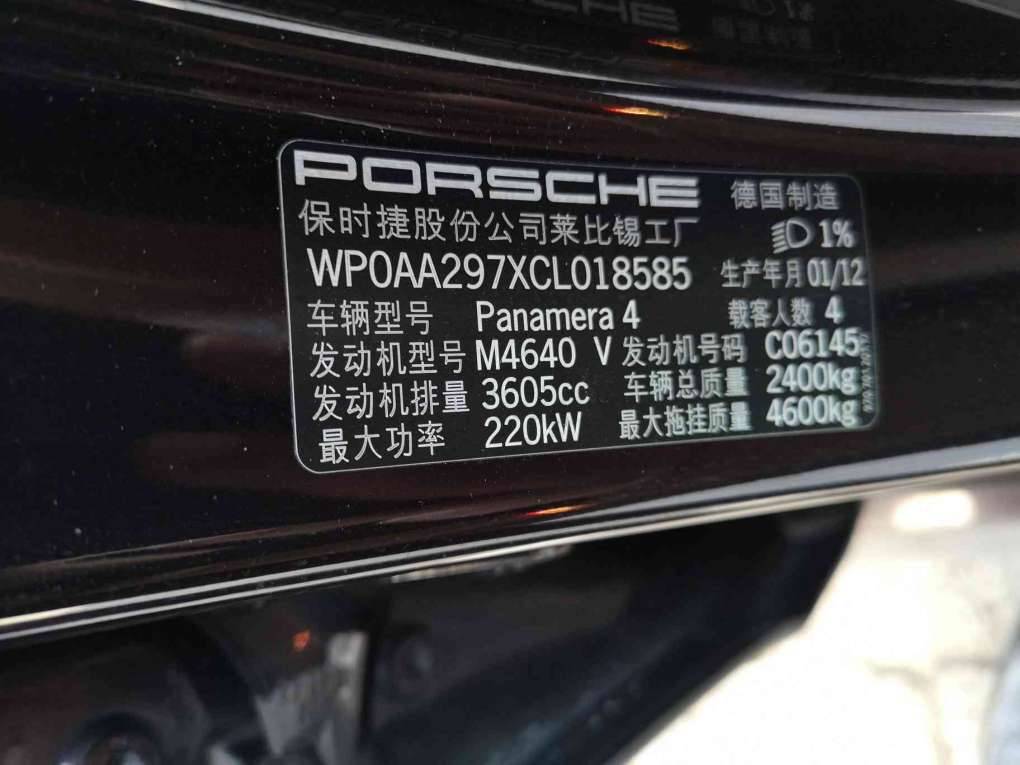 PORSCHE 德国制造
保时捷股份公司莱比锡工厂 1%
WP0AA297XCL018585 生产年月 01/12
车辆型号 Panamera 4 载客人数 4
发动机型号 M4640 V 发动机号码 C06145
发动机排量 3605cc 车辆总质量 2400kg
最大功率 220kW 最大拖挂质量 4600kg